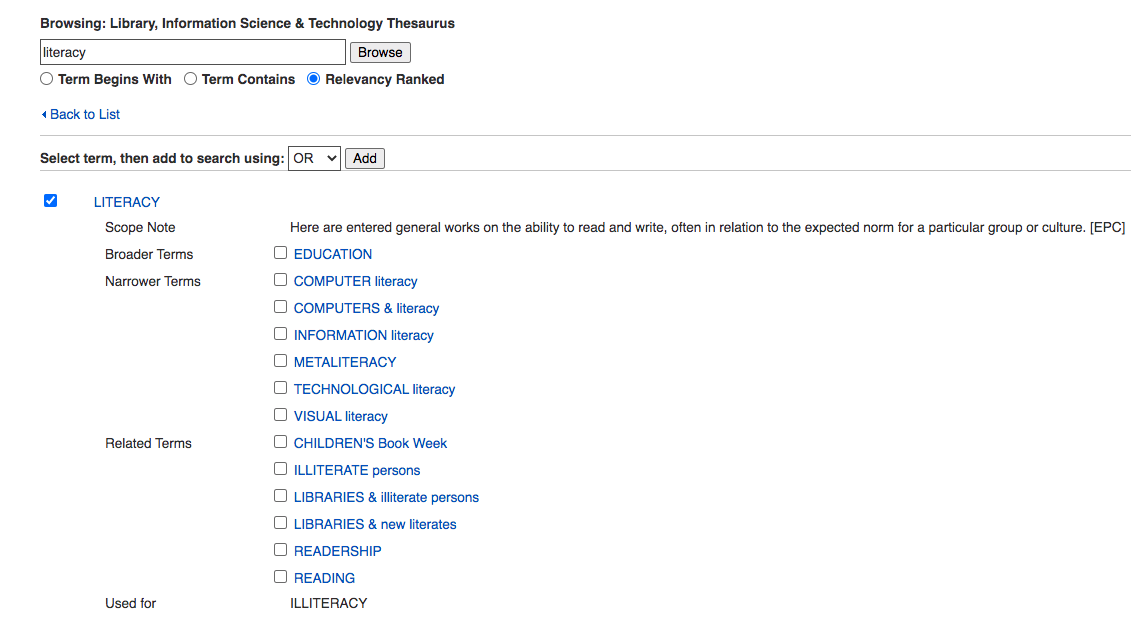 Browsing: Library, Information Science & Technology Thesaurus
literacy Browse
Term Begins With Term Contains Relevancy Ranked
Back to List
Select term, then add to search using: OR Add
LITERACY
Scope Note Here are entered general works on the ability to read and write, often in relation to the expected norm for a particular group or culture. [EPC]
Broader Terms EDUCATION
Narrower Terms COMPUTER literacy
COMPUTERS & literacy
INFORMATION literacy
METALITERACY
TECHNOLOGICAL literacy
VISUAL literacy
Related Terms CHILDREN'S Book Week
ILLITERATE persons
LIBRARIES & illiterate persons
LIBRARIES & new literates
READERSHIP
READING
Used for ILLITERACY